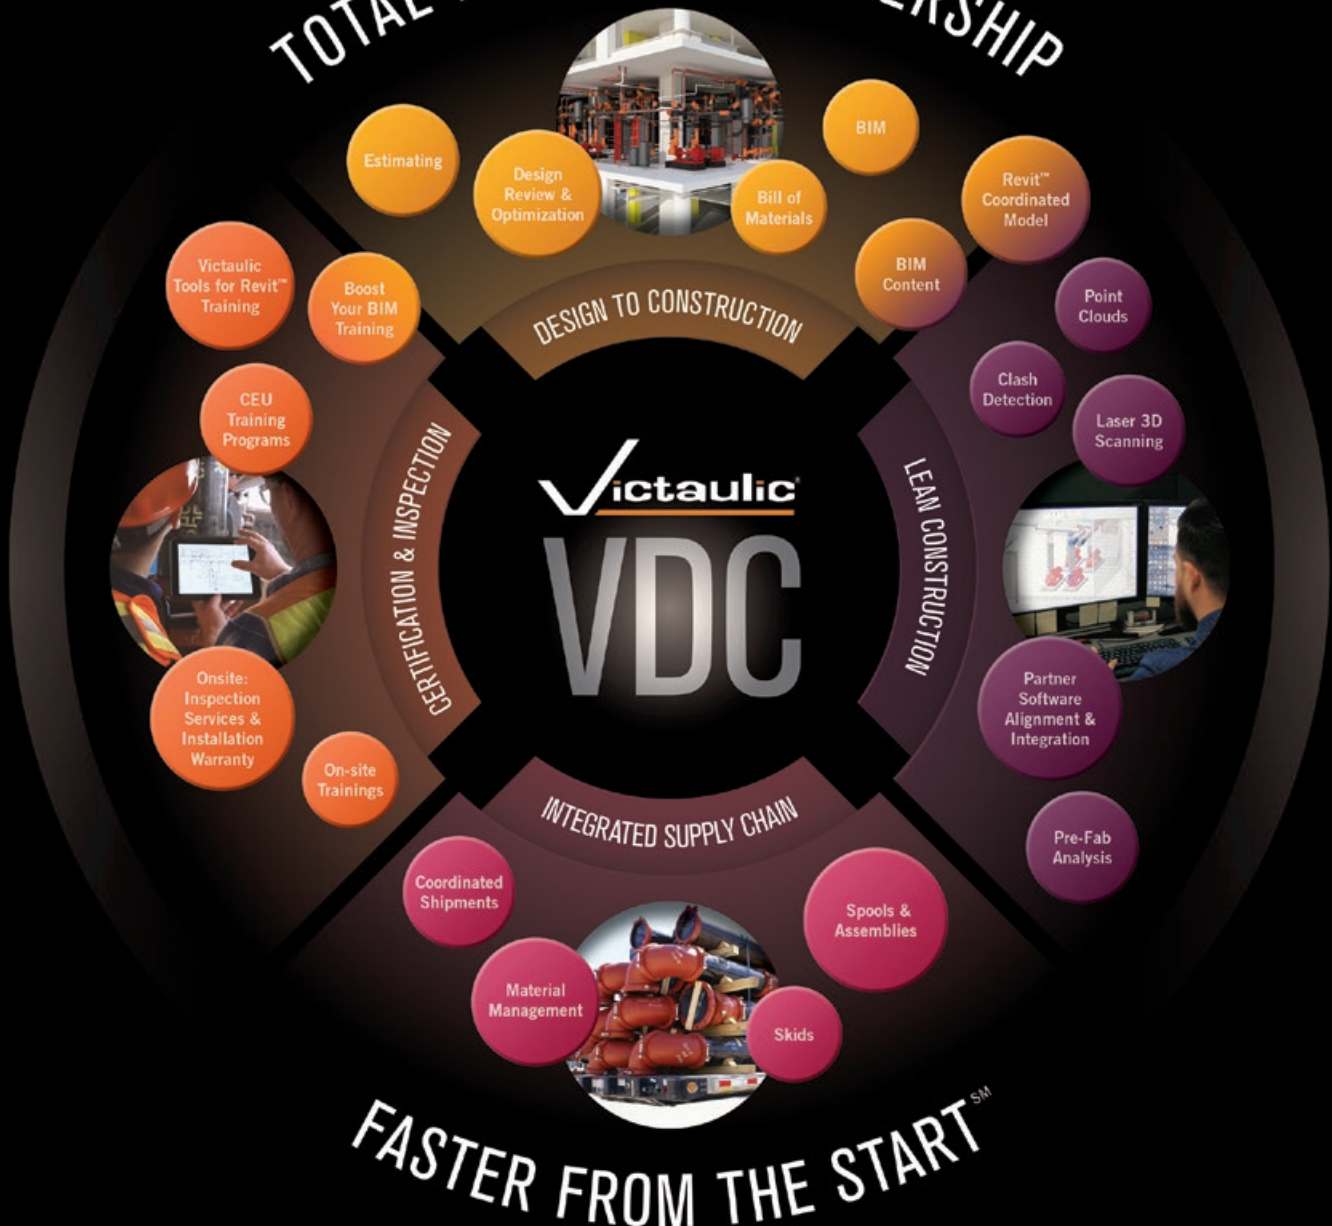 TOTAL
ERSHIP
Estimating
Design
Review &
Optimization
Bill of
Materials
BIM
Revit™
Coordinated
Model
BIM
Content
DESIGN TO CONSTRUCTION
Victaulic
Tools for Revit™
Training
Boost
Your BIM
Training
CEU
Training
Programs
CERTIFICATION & INSPECTION
Onsite:
Inspection
Services &
Installation
Warranty
On-site
Trainings
Victaulic®
VDC
Point
Clouds
Clash
Detection
Laser 3D
Scanning
LEAN CONSTRUCTION
Partner
Software
Alignment &
Integration
Pre-Fab
Analysis
INTEGRATED SUPPLY CHAIN
Coordinated
Shipments
Material
Management
Spools &
Assemblies
Skids
FASTER FROM THE START℠